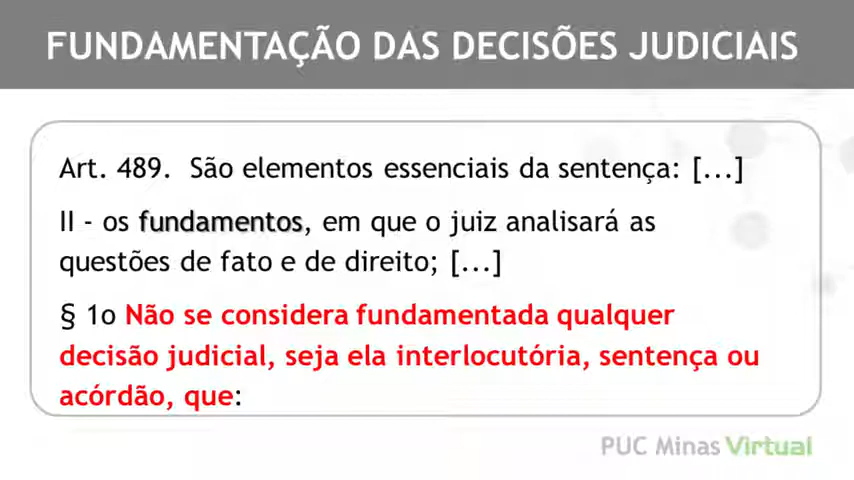 FUNDAMENTAÇÃO DAS DECISÕES JUDICIAIS
Art. 489. São elementos essenciais da sentença: [...]
II - os fundamentos, em que o juiz analisará as
questões de fato e de direito; [...]
§ 1o Não se considera fundamentada qualquer
decisão judicial, seja ela interlocutória, sentença ou
acórdão, que:
PUC Minas Virtual